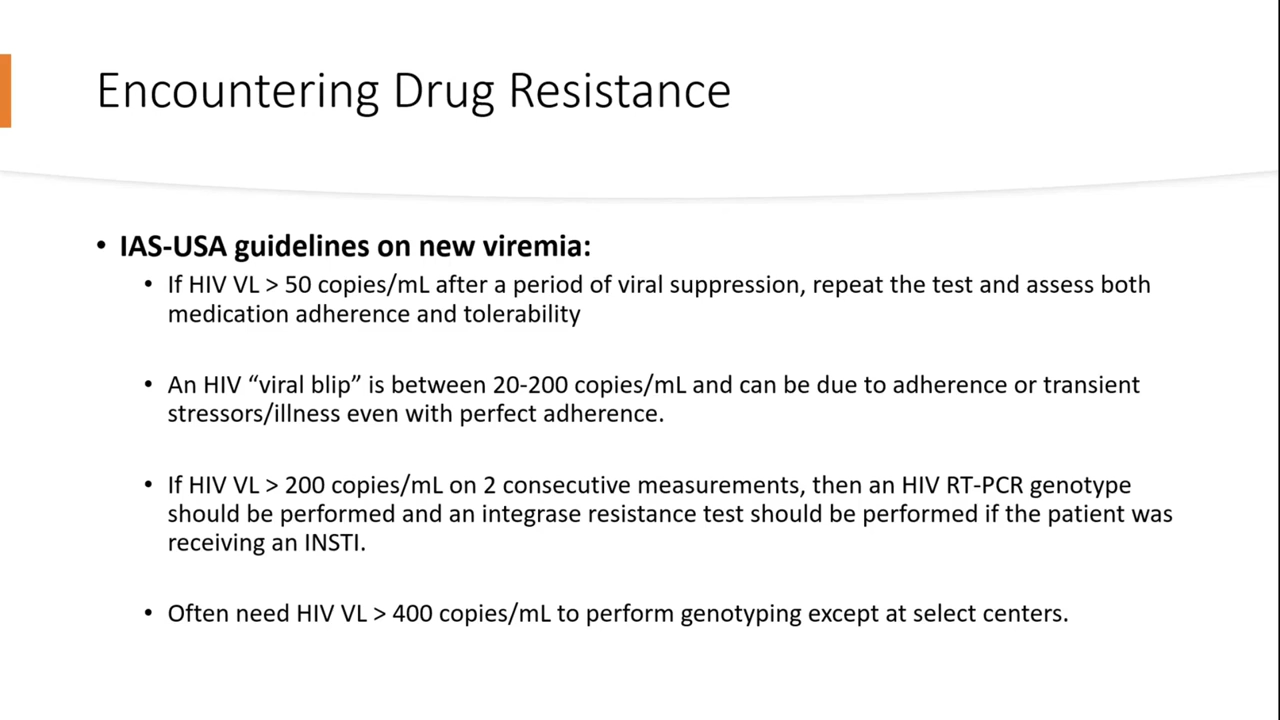 Encountering Drug Resistance
• IAS-USA guidelines on new viremia:
• If HIV VL > 50 copies/mL after a period of viral suppression, repeat the test and assess both
medication adherence and tolerability
• An HIV “viral blip” is between 20-200 copies/mL and can be due to adherence or transient
stressors/illness even with perfect adherence.
• If HIV VL > 200 copies/mL on 2 consecutive measurements, then an HIV RT-PCR genotype
should be performed and an integrase resistance test should be performed if the patient was
receiving an INSTI.
• Often need HIV VL > 400 copies/mL to perform genotyping except at select centers.